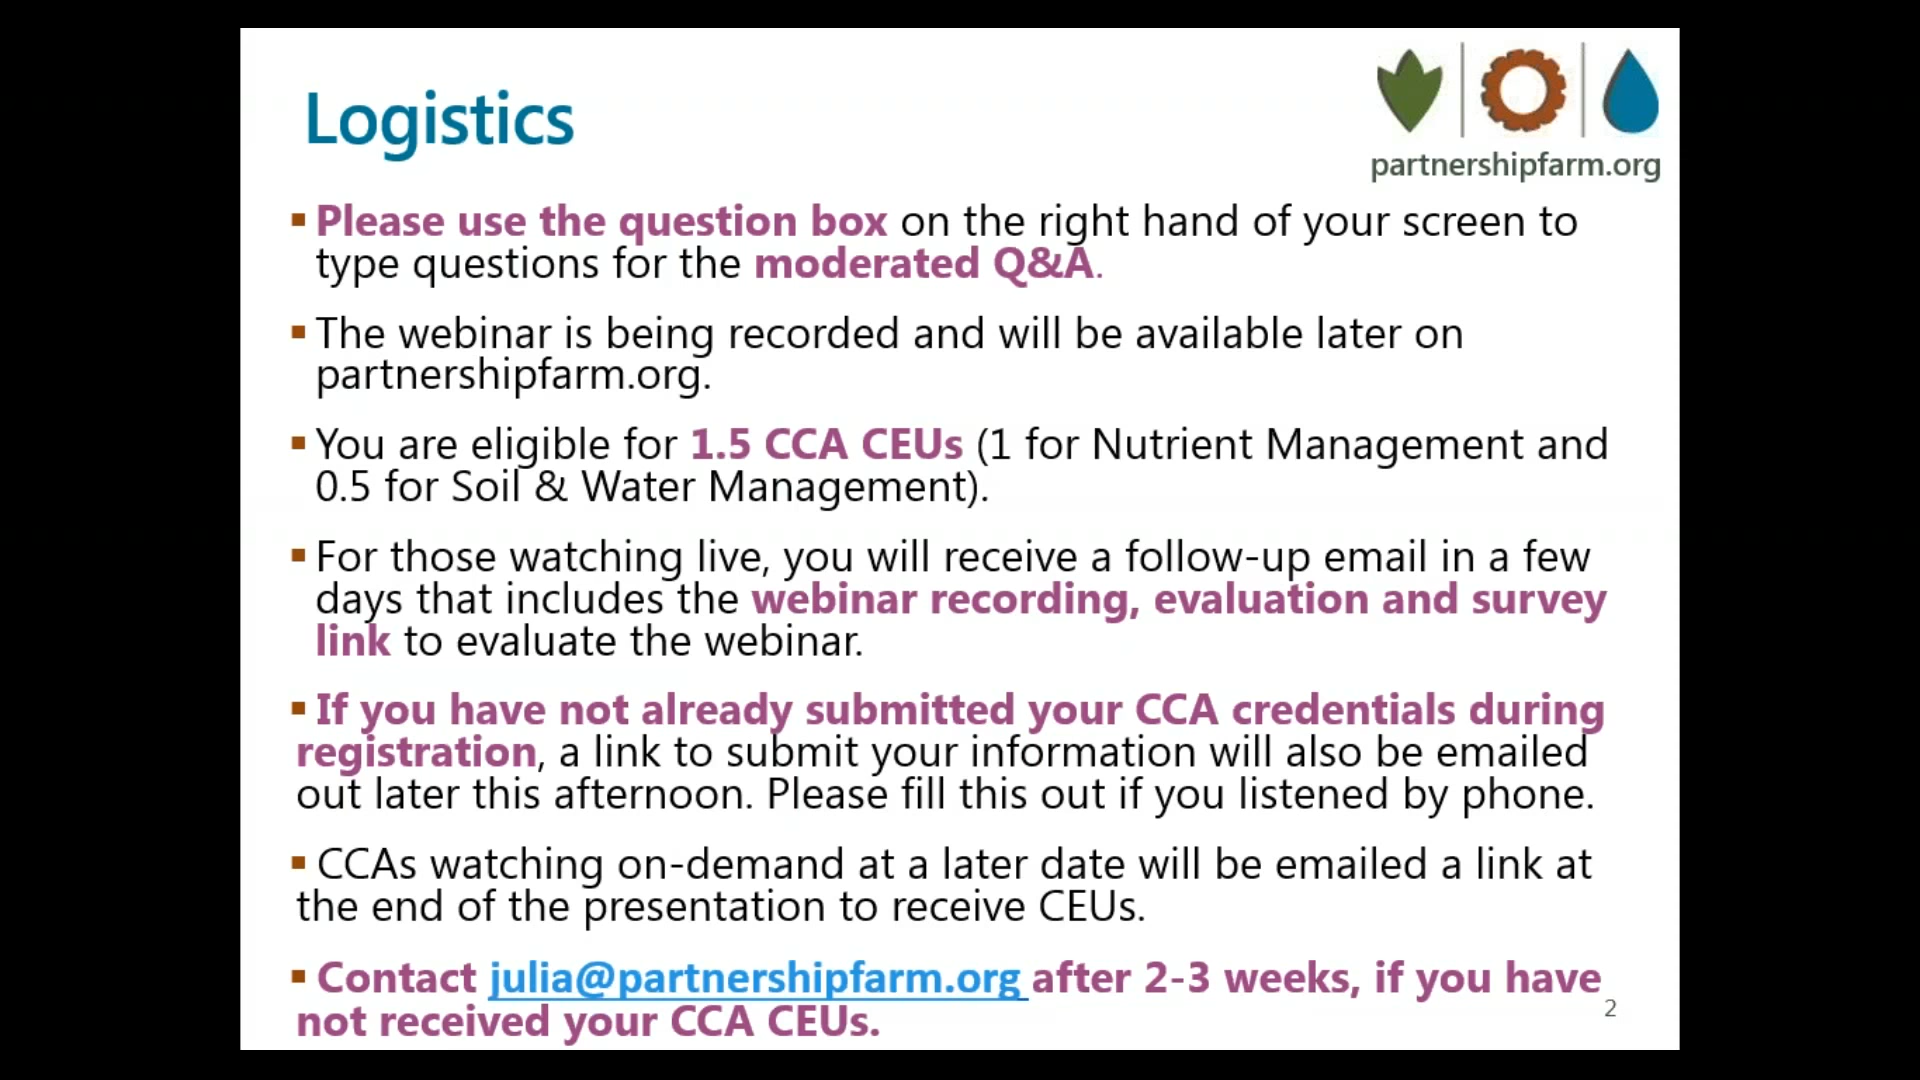 Logistics
partnershipfarm.org
▪ Please use the question box on the right hand of your screen to
type questions for the moderated Q&A.
▪ The webinar is being recorded and will be available later on
partnershipfarm.org.
▪ You are eligible for 1.5 CCA CEUs (1 for Nutrient Management and
0.5 for Soil & Water Management).
▪ For those watching live, you will receive a follow-up email in a few
days that includes the webinar recording, evaluation and survey
link to evaluate the webinar.
▪ If you have not already submitted your CCA credentials during
registration, a link to submit your information will also be emailed
out later this afternoon. Please fill this out if you listened by phone.
▪ CCAs watching on-demand at a later date will be emailed a link at
the end of the presentation to receive CEUs.
▪ Contact julia@partnershipfarm.org after 2-3 weeks, if you have
not received your CCA CEUs.
2